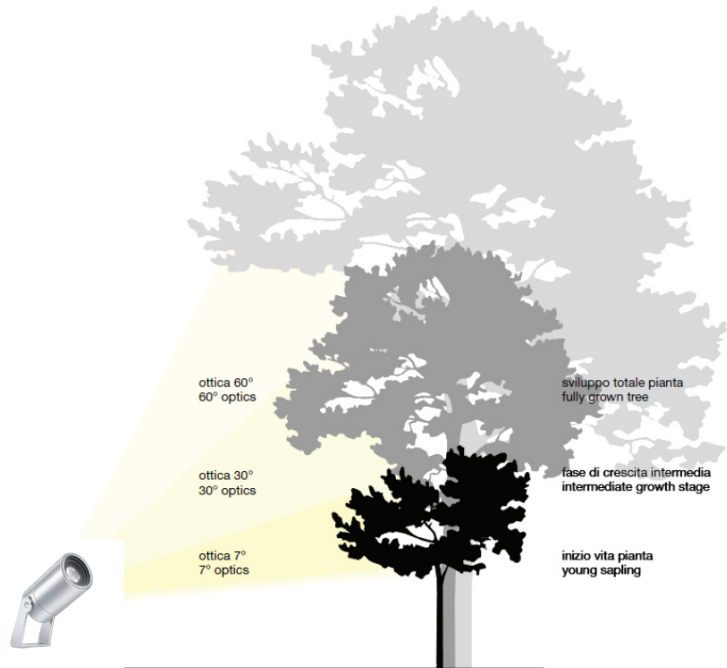 ottica 60°
60° optics
sviluppo totale pianta
fully grown tree
ottica 30°
30° optics
fase di crescita intermedia
intermediate growth stage
ottica 7°
7° optics
inizio vita pianta
young sapling